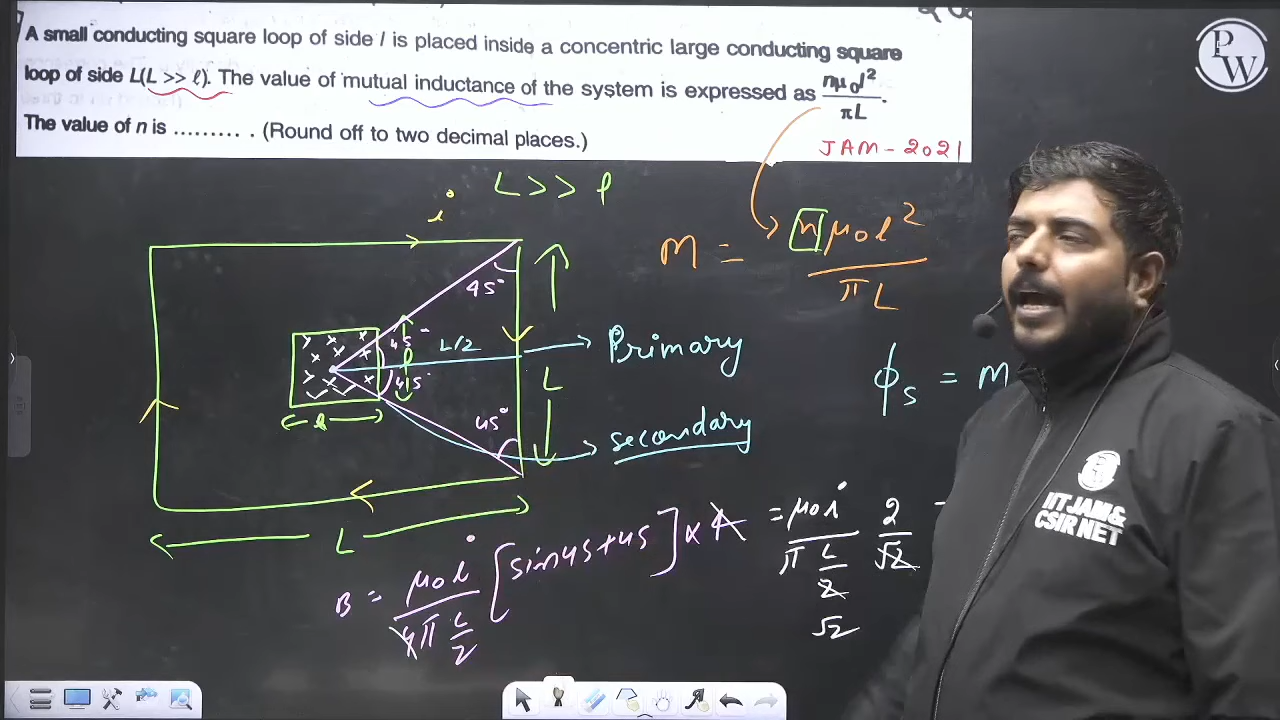 A small conducting square loop of side l is placed inside a concentric large conducting square
loop of side L(L >> ℓ). The value of mutual inductance of the system is expressed as nμ₀l²/πL.
The value of n is .......... . (Round off to two decimal places.)
JAM - 2021
PW
i
L >> l
M = nμ₀l²/πL
45°
45°
L/2
Primary
l
45°
L
φs = M
l
45°
secondary
IIT JAM &
CSIR NET
L
B = μ₀i/4π L/2 [sin45+45] × 4 = μ₀i/π L/2 2/√2
√2